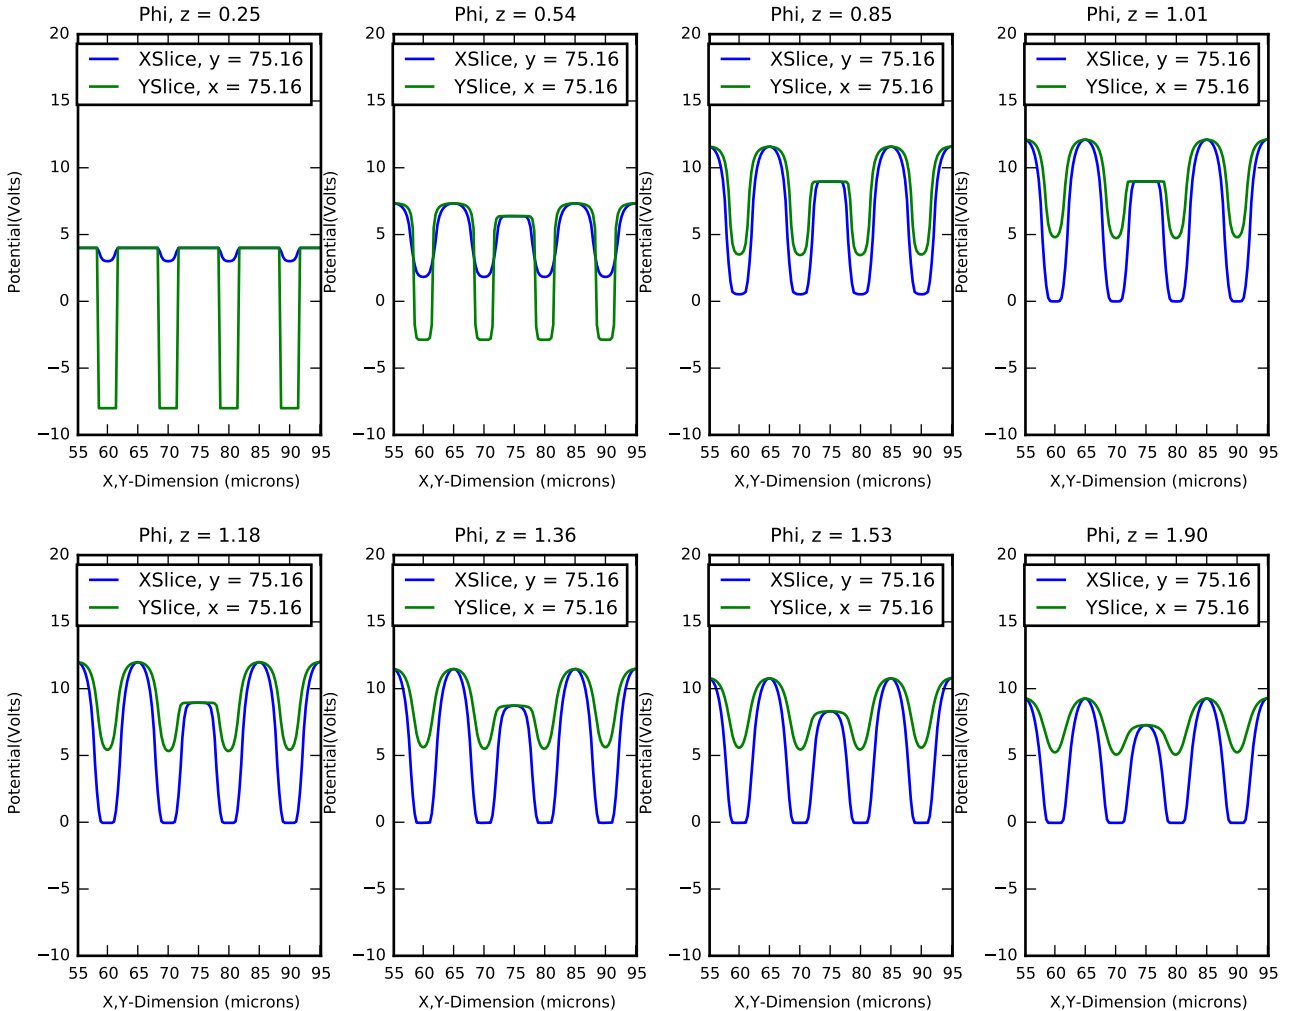 Phi, z = 0.25
20
15
10
5
0
−5
−10
XSlice, y = 75.16
YSlice, x = 75.16
55 60 65 70 75 80 85 90 95
X,Y-Dimension (microns)
Potential(Volts)
Phi, z = 0.54
20
15
10
5
0
−5
−10
XSlice, y = 75.16
YSlice, x = 75.16
55 60 65 70 75 80 85 90 95
X,Y-Dimension (microns)
Potential(Volts)
Phi, z = 0.85
20
15
10
5
0
−5
−10
XSlice, y = 75.16
YSlice, x = 75.16
55 60 65 70 75 80 85 90 95
X,Y-Dimension (microns)
Potential(Volts)
Phi, z = 1.01
20
15
10
5
0
−5
−10
XSlice, y = 75.16
YSlice, x = 75.16
55 60 65 70 75 80 85 90 95
X,Y-Dimension (microns)
Potential(Volts)
Phi, z = 1.18
20
15
10
5
0
−5
−10
XSlice, y = 75.16
YSlice, x = 75.16
55 60 65 70 75 80 85 90 95
X,Y-Dimension (microns)
Potential(Volts)
Phi, z = 1.36
20
15
10
5
0
−5
−10
XSlice, y = 75.16
YSlice, x = 75.16
55 60 65 70 75 80 85 90 95
X,Y-Dimension (microns)
Potential(Volts)
Phi, z = 1.53
20
15
10
5
0
−5
−10
XSlice, y = 75.16
YSlice, x = 75.16
55 60 65 70 75 80 85 90 95
X,Y-Dimension (microns)
Potential(Volts)
Phi, z = 1.90
20
15
10
5
0
−5
−10
XSlice, y = 75.16
YSlice, x = 75.16
55 60 65 70 75 80 85 90 95
X,Y-Dimension (microns)
Potential(Volts)